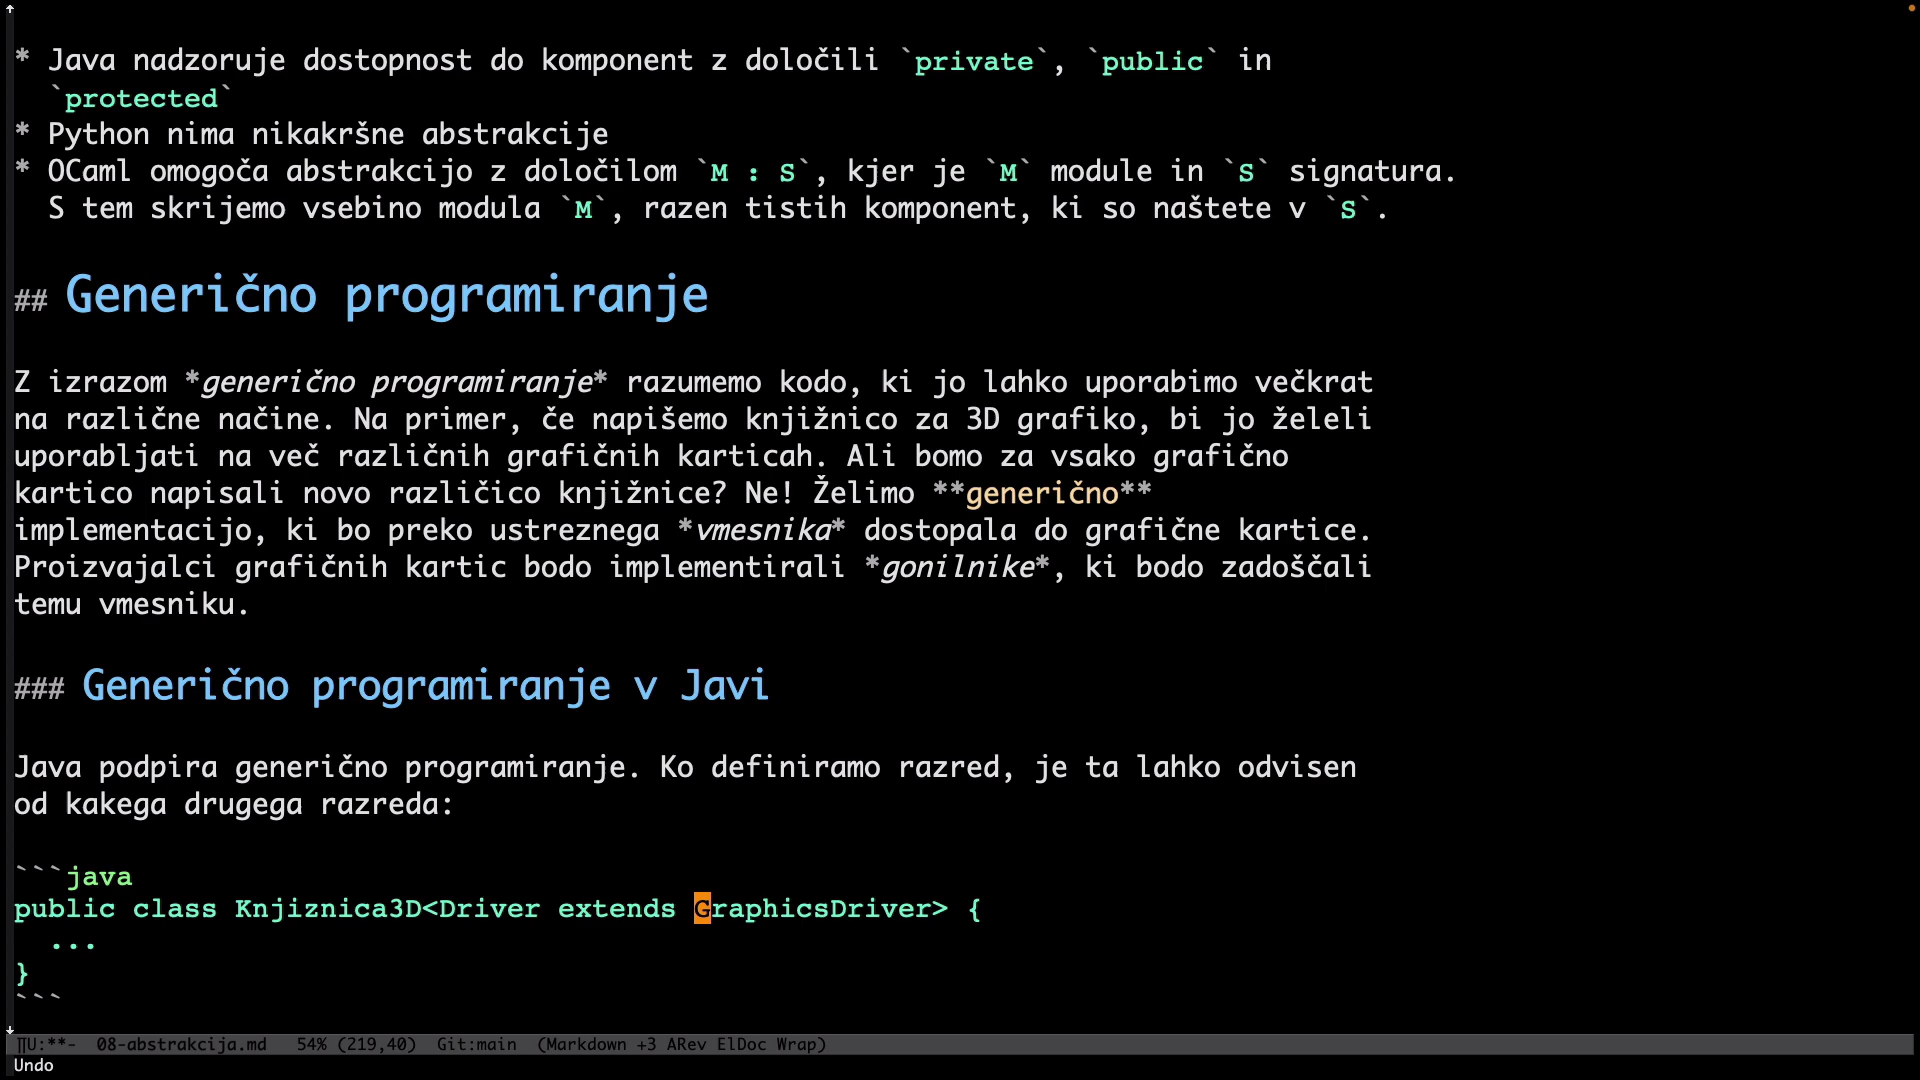 * Java nadzoruje dostopnost do komponent z določili `private`, `public` in
`protected`
* Python nima nikakršne abstrakcije
* OCaml omogoča abstrakcijo z določilom `M : S`, kjer je `M` module in `S` signatura.
S tem skrijemo vsebino modula `M`, razen tistih komponent, ki so naštete v `S`.
## Generično programiranje
Z izrazom *generično programiranje* razumemo kodo, ki jo lahko uporabimo večkrat
na različne načine. Na primer, če napišemo knjižnico za 3D grafiko, bi jo želeli
uporabljati na več različnih grafičnih karticah. Ali bomo za vsako grafično
kartico napisali novo različico knjižnice? Ne! Želimo **generično**
implementacijo, ki bo preko ustreznega *vmesnika* dostopala do grafične kartice.
Proizvajalci grafičnih kartic bodo implementirali *gonilnike*, ki bodo zadoščali
temu vmesniku.
### Generično programiranje v Javi
Java podpira generično programiranje. Ko definiramo razred, je ta lahko odvisen
od kakega drugega razreda:
```java
public class Knjiznica3D<Driver extends GraphicsDriver> {
  ...
}
```
U:**-  08-abstrakcija.md   54% (219,40)  Git:main  (Markdown +3 ARev ElDoc Wrap)
Undo